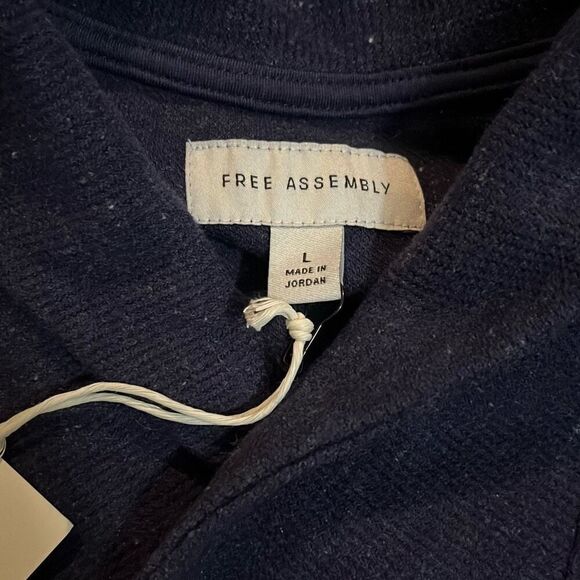 FREE ASSEMBLY
L
MADE IN
JORDAN